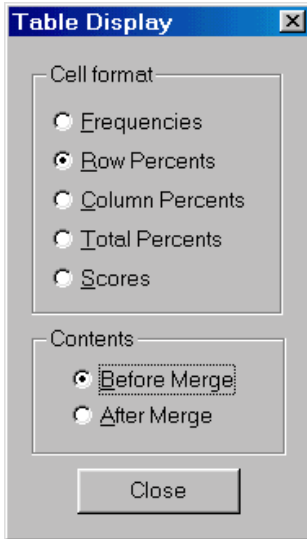 Table Display
Cell format
Frequencies
Row Percents
Column Percents
Total Percents
Scores
Contents
Before Merge
After Merge
Close